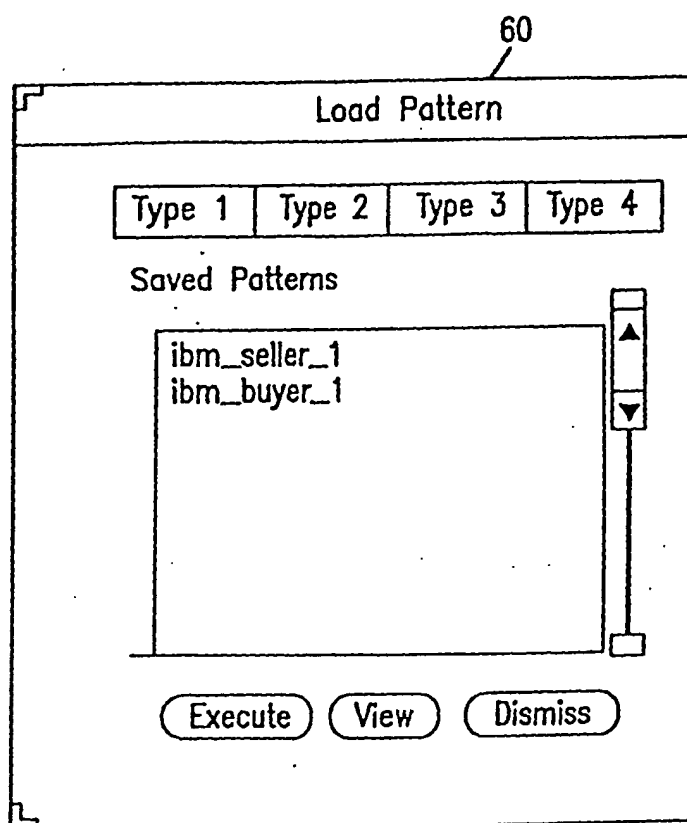 60
Load Pattern
Type 1 Type 2 Type 3 Type 4
Saved Patterns
ibm_seller_1
ibm_buyer_1
Execute View Dismiss